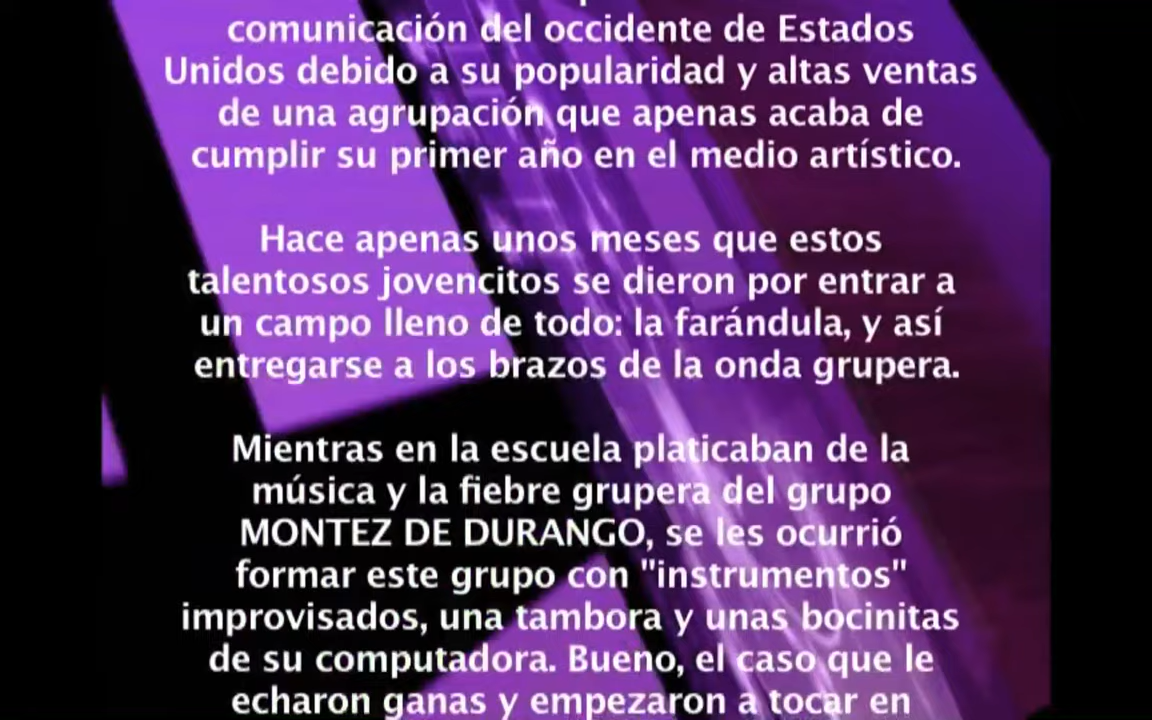 comunicación del occidente de Estados
Unidos debido a su popularidad y altas ventas
de una agrupación que apenas acaba de
cumplir su primer año en el medio artístico.
Hace apenas unos meses que estos
talentosos jovencitos se dieron por entrar a
un campo lleno de todo: la farándula, y así
entregarse a los brazos de la onda grupera.
Mientras en la escuela platicaban de la
música y la fiebre grupera del grupo
MONTEZ DE DURANGO, se les ocurrió
formar este grupo con "instrumentos"
improvisados, una tambora y unas bocinitas
de su computadora. Bueno, el caso que le
echaron ganas y empezaron a tocar en